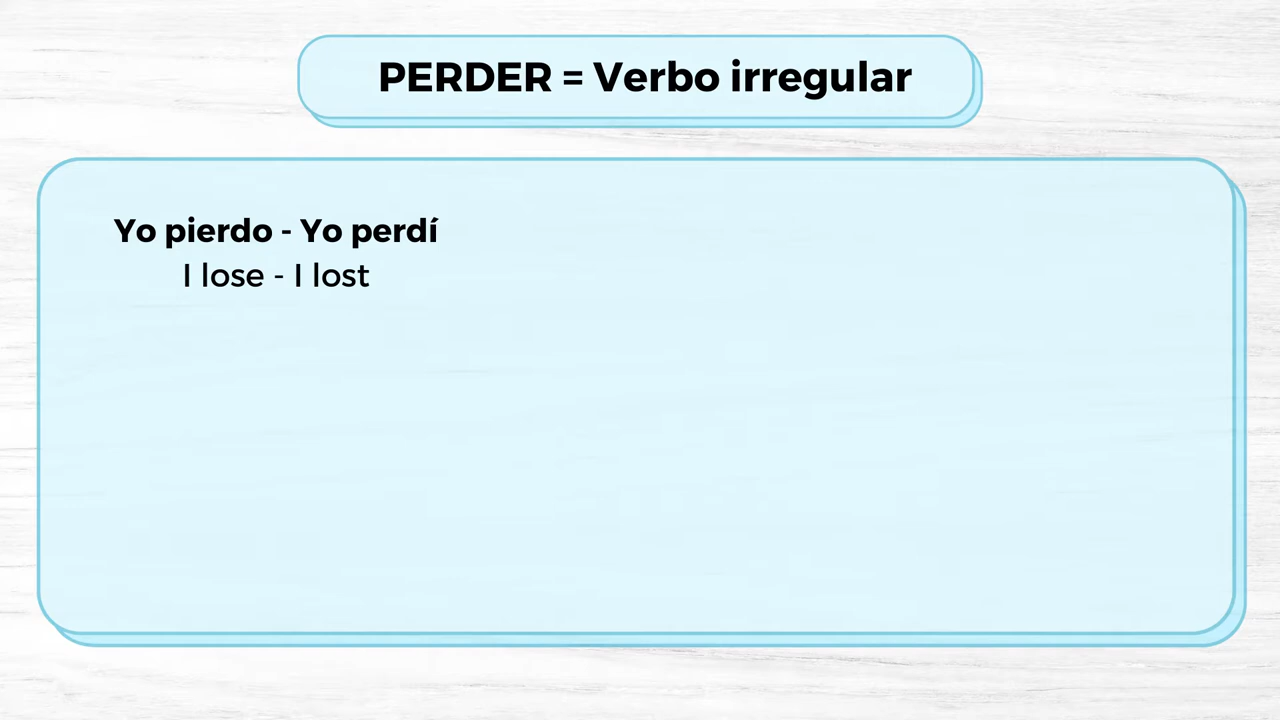 PERDER = Verbo irregular
Yo pierdo - Yo perdí
I lose - I lost